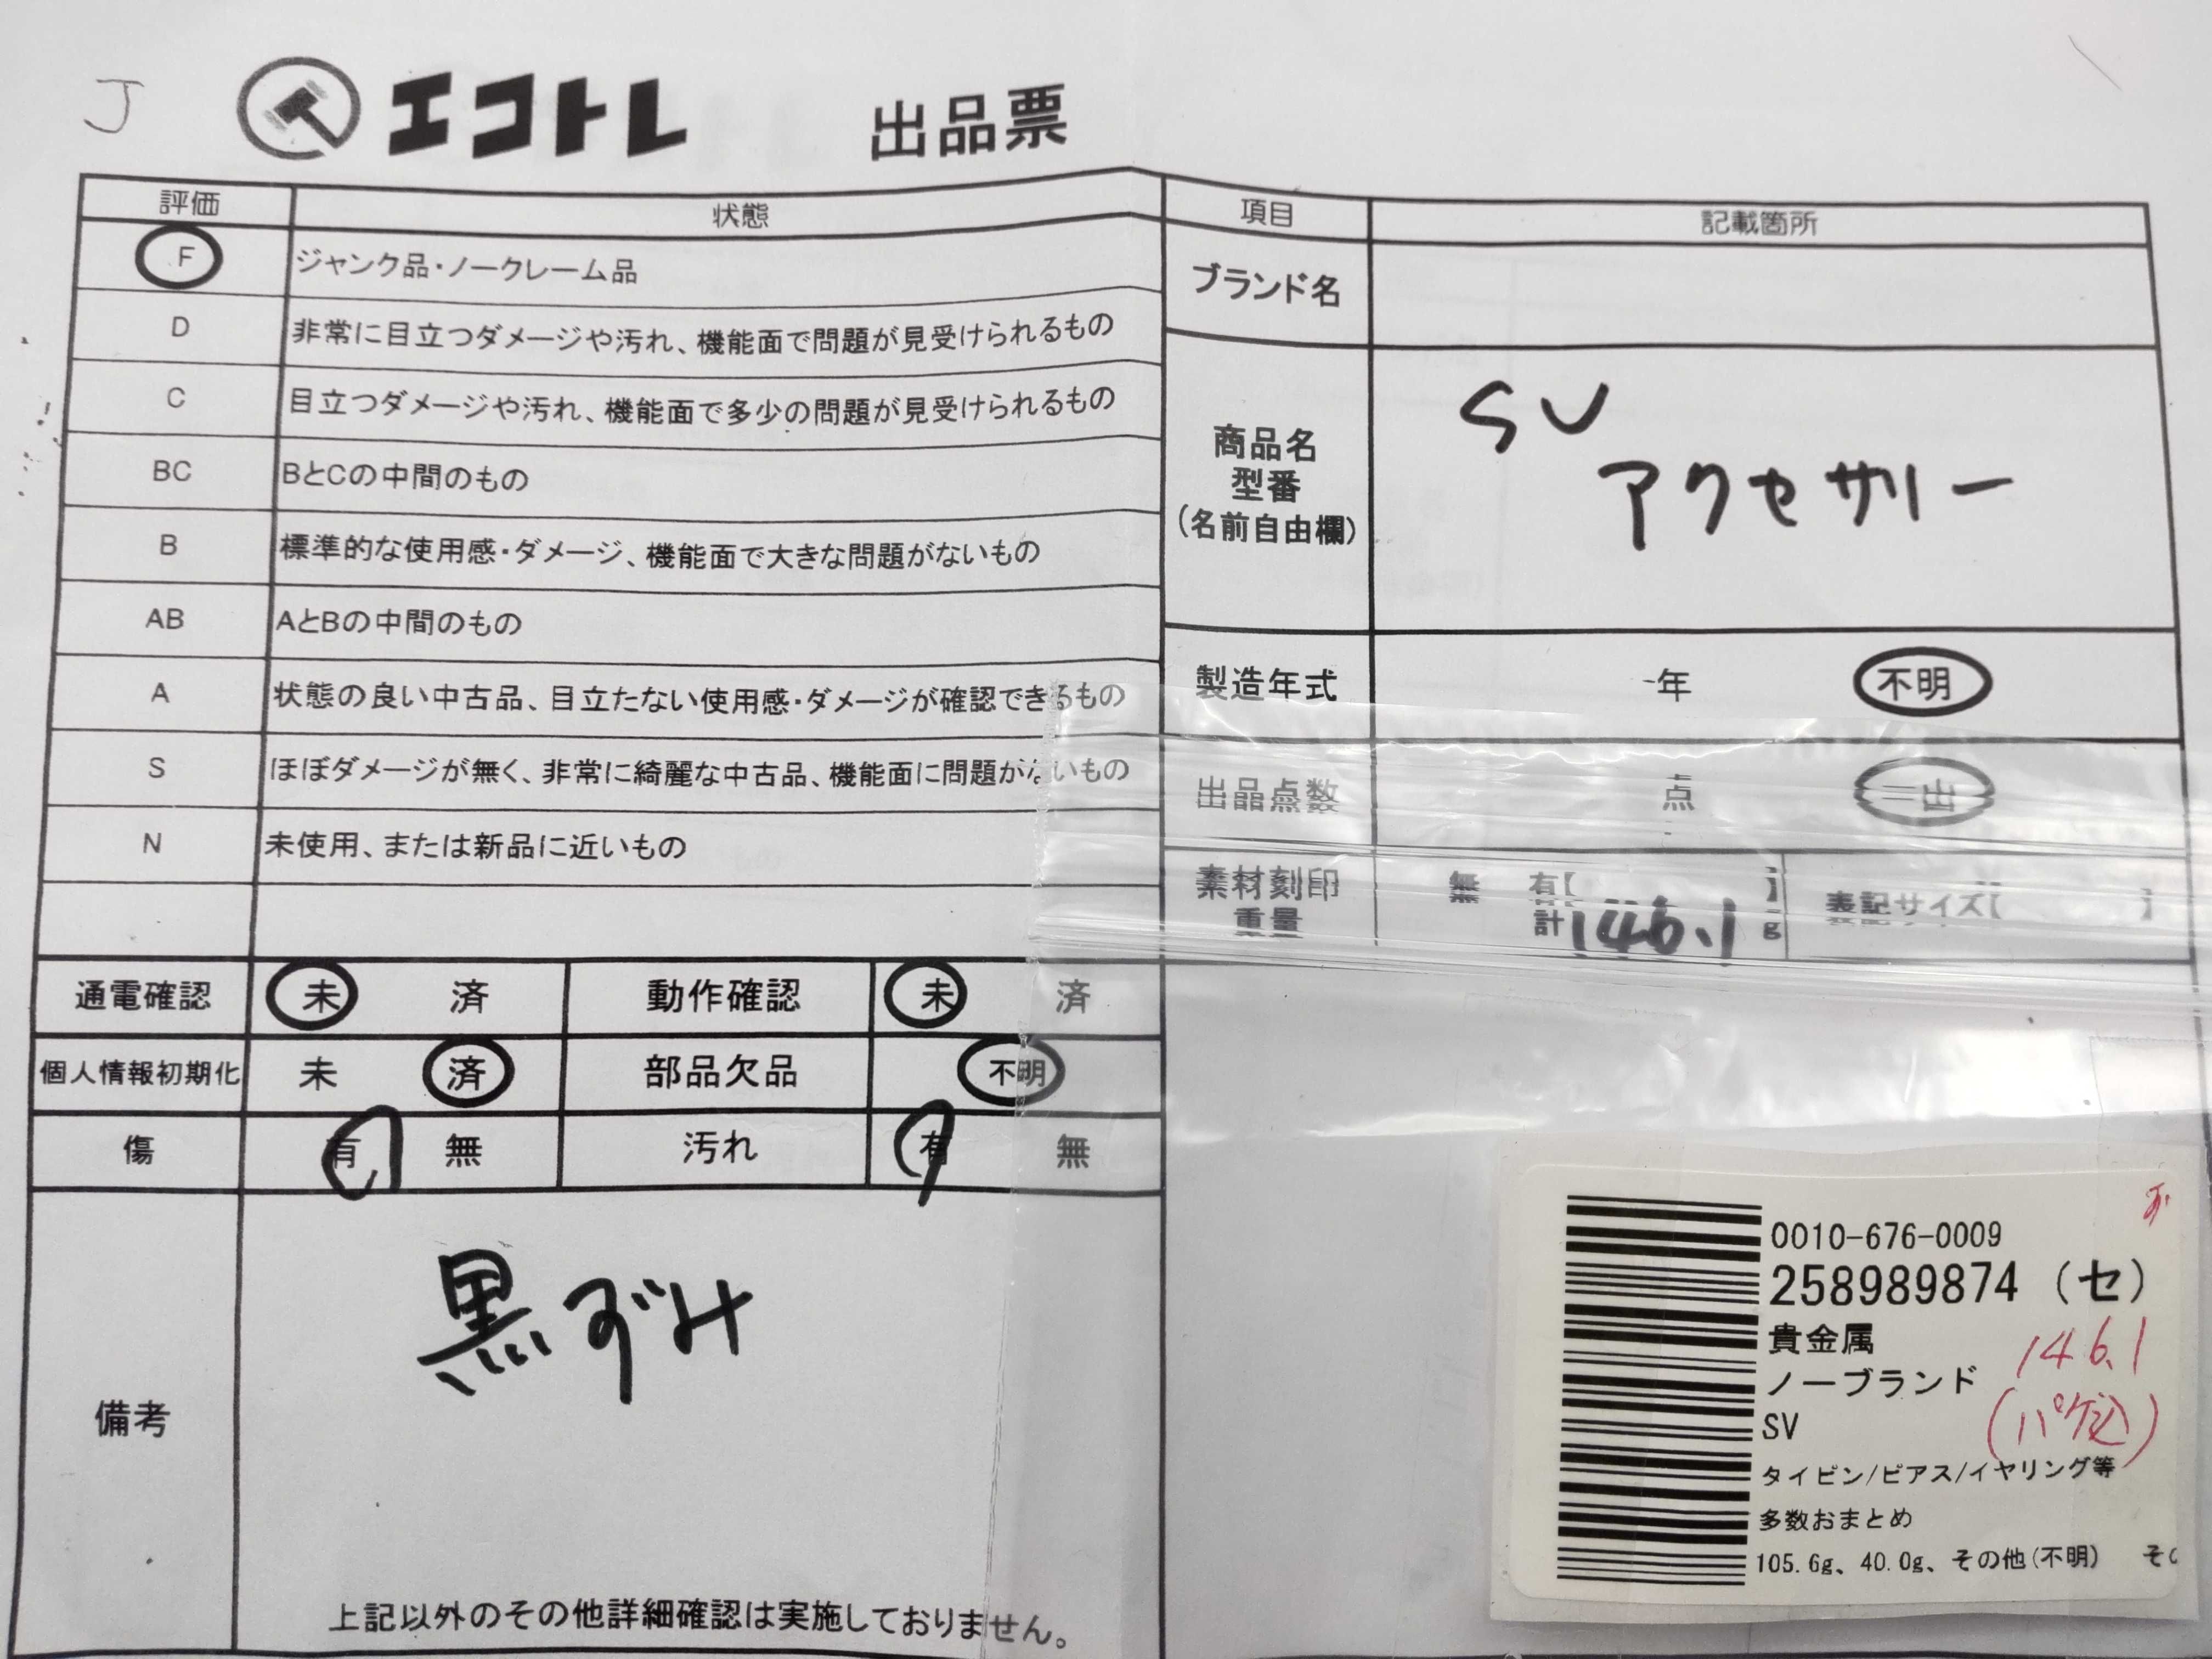 J
エコトレ 出品票
評価 状態
F ジャンク品・ノークレーム品
D 非常に目立つダメージや汚れ、機能面で問題が見受けられるもの
C 目立つダメージや汚れ、機能面で多少の問題が見受けられるもの
BC BとCの中間のもの
B 標準的な使用感・ダメージ、機能面で大きな問題がないもの
AB AとBの中間のもの
A 状態の良い中古品、目立たない使用感・ダメージが確認できるもの
S ほぼダメージが無く、非常に綺麗な中古品、機能面に問題がないもの
N 未使用、または新品に近いもの
通電確認 未 済 動作確認 未 済
個人情報初期化 未 済 部品欠品 不明
傷 有 無 汚れ 有 無
備考
黒ずみ
上記以外のその他詳細確認は実施しておりません。
項目 記載箇所
ブランド名
商品名
型番
(名前自由欄)
SV
アクセサリー
製造年式 年 不明
出品点数 点
素材刻印 無 有【 】
重量 計 146.1 g
表記サイズ【 】
0010-676-0009
258989874 (セ)
貴金属
ノーブランド
SV
タイピン/ピアス/イヤリング等
多数おまとめ
105.6g、40.0g、その他(不明) その
146.1
(パケ込)